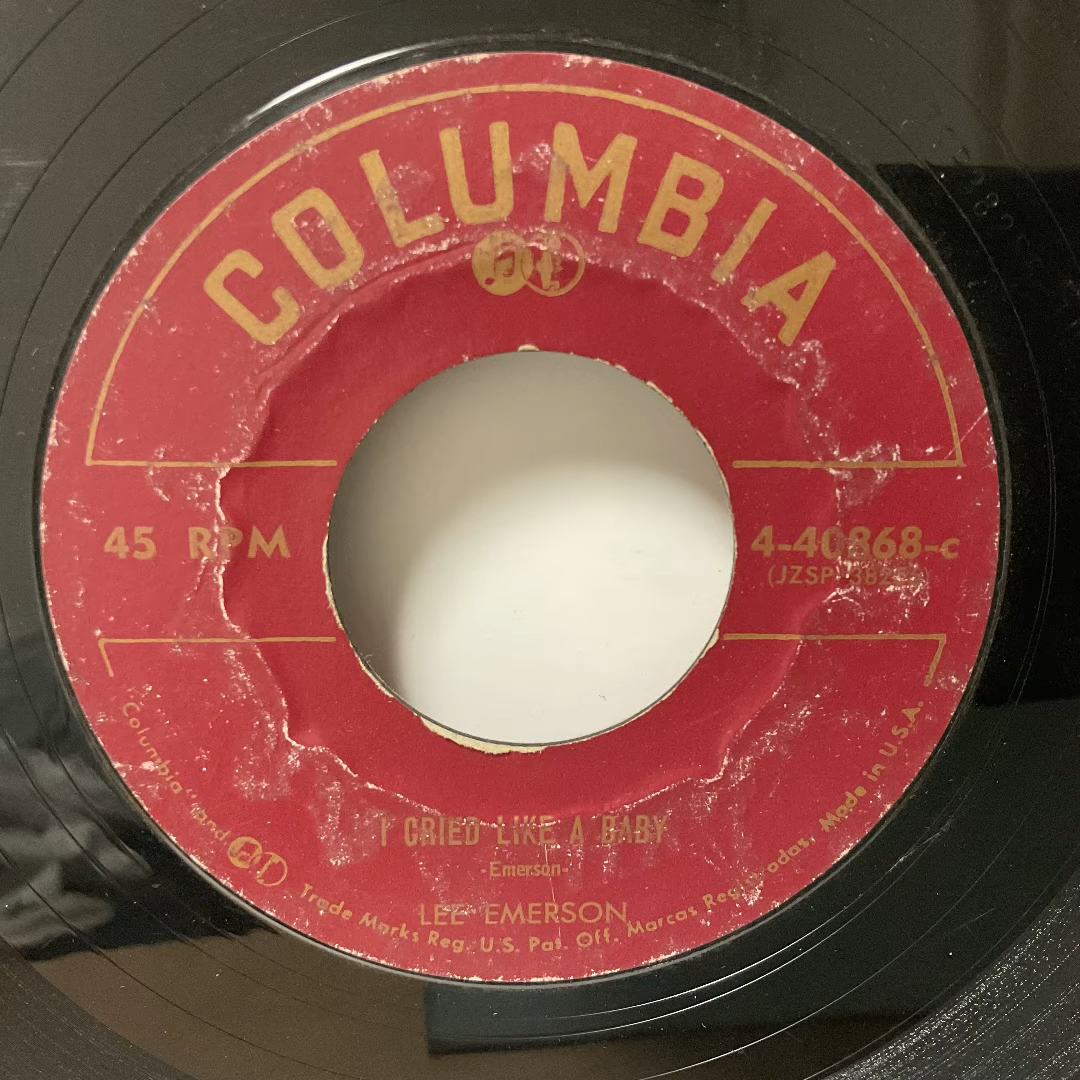 COLUMBIA
45 RPM
4-40868-c
(JZSP
I CRIED LIKE A BABY
-Emerson-
LEE EMERSON
"Columbia" "and Trade Marks Reg. U.S. Pat. Off. Marcas Registradas, Made in U.S.A.